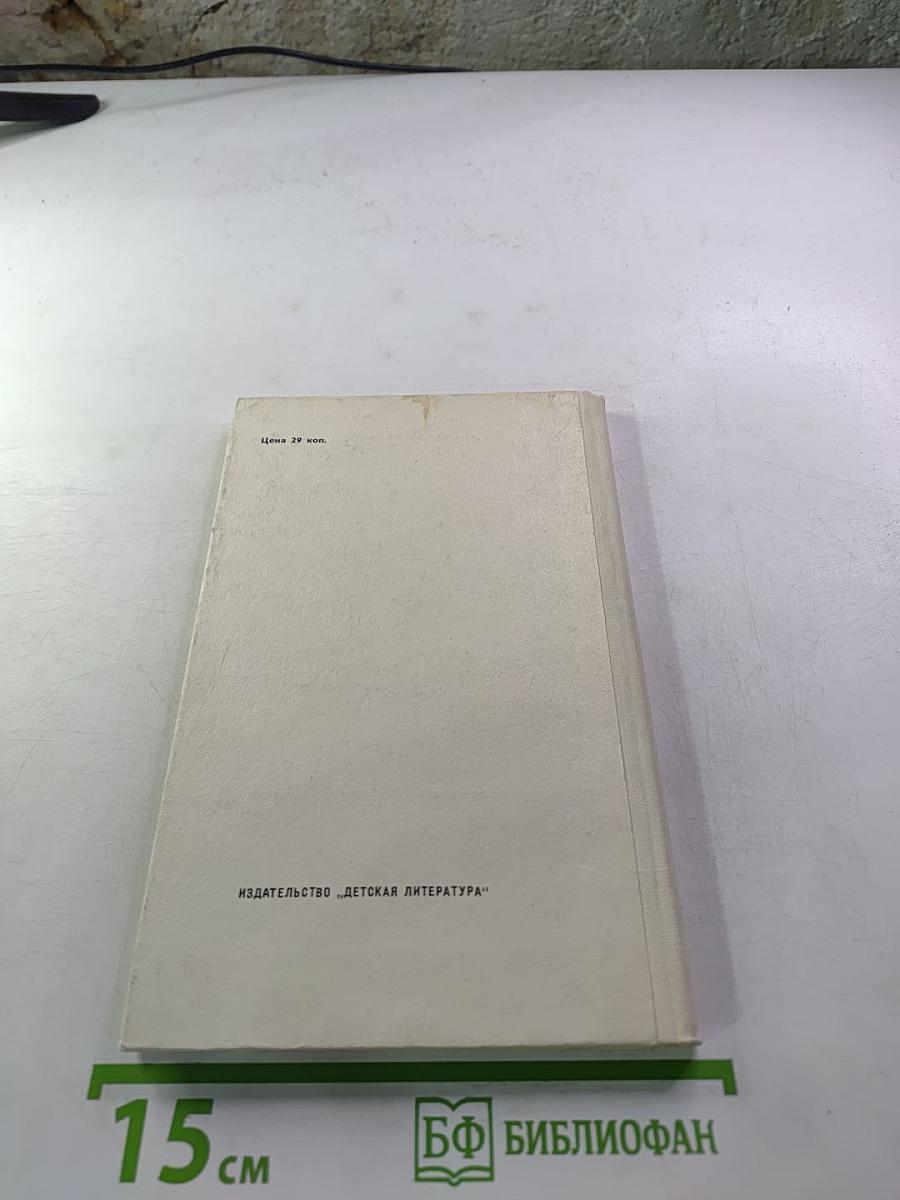 Цена 29 коп.
ИЗДАТЕЛЬСТВО „ДЕТСКАЯ ЛИТЕРАТУРА“
15 см
БФ БИБЛИОФАН